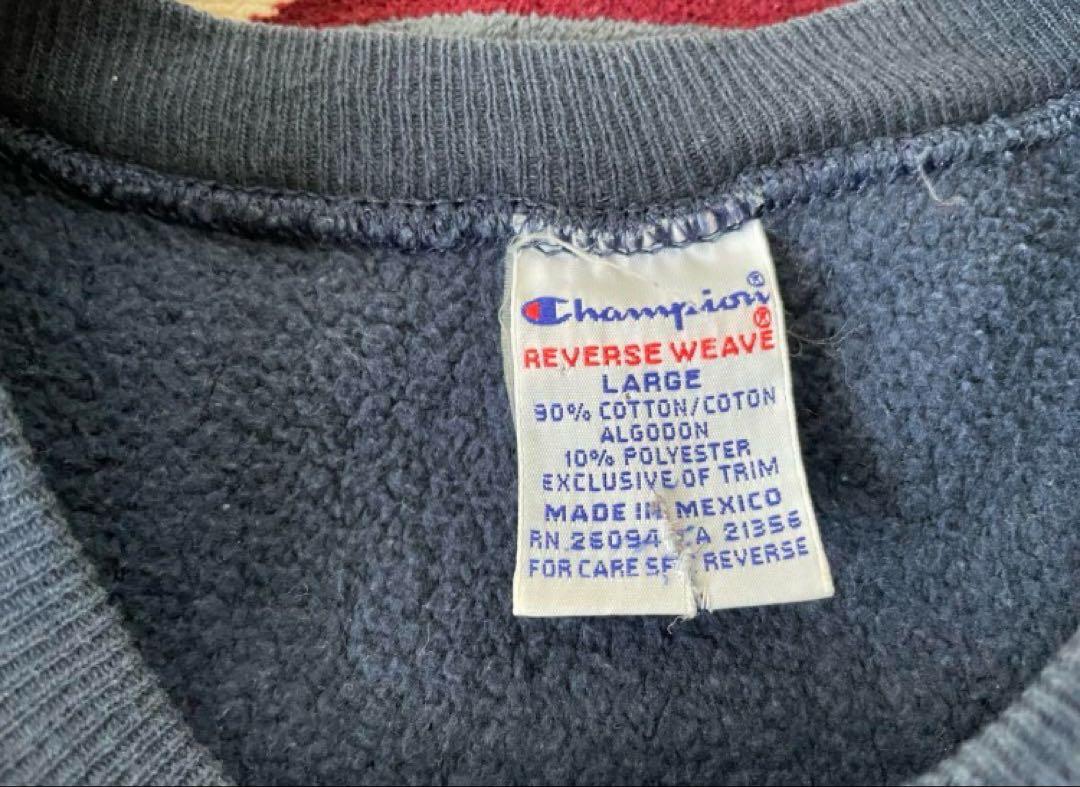 Champion®
REVERSE WEAVE®
LARGE
90% COTTON/COTON
ALGODON
10% POLYESTER
EXCLUSIVE OF TRIM
MADE IN MEXICO
RN 26094 CA 21356
FOR CARE SEE REVERSE